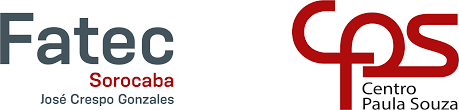 Fatec
Sorocaba
José Crespo Gonzales
cps
Centro
Paula Souza